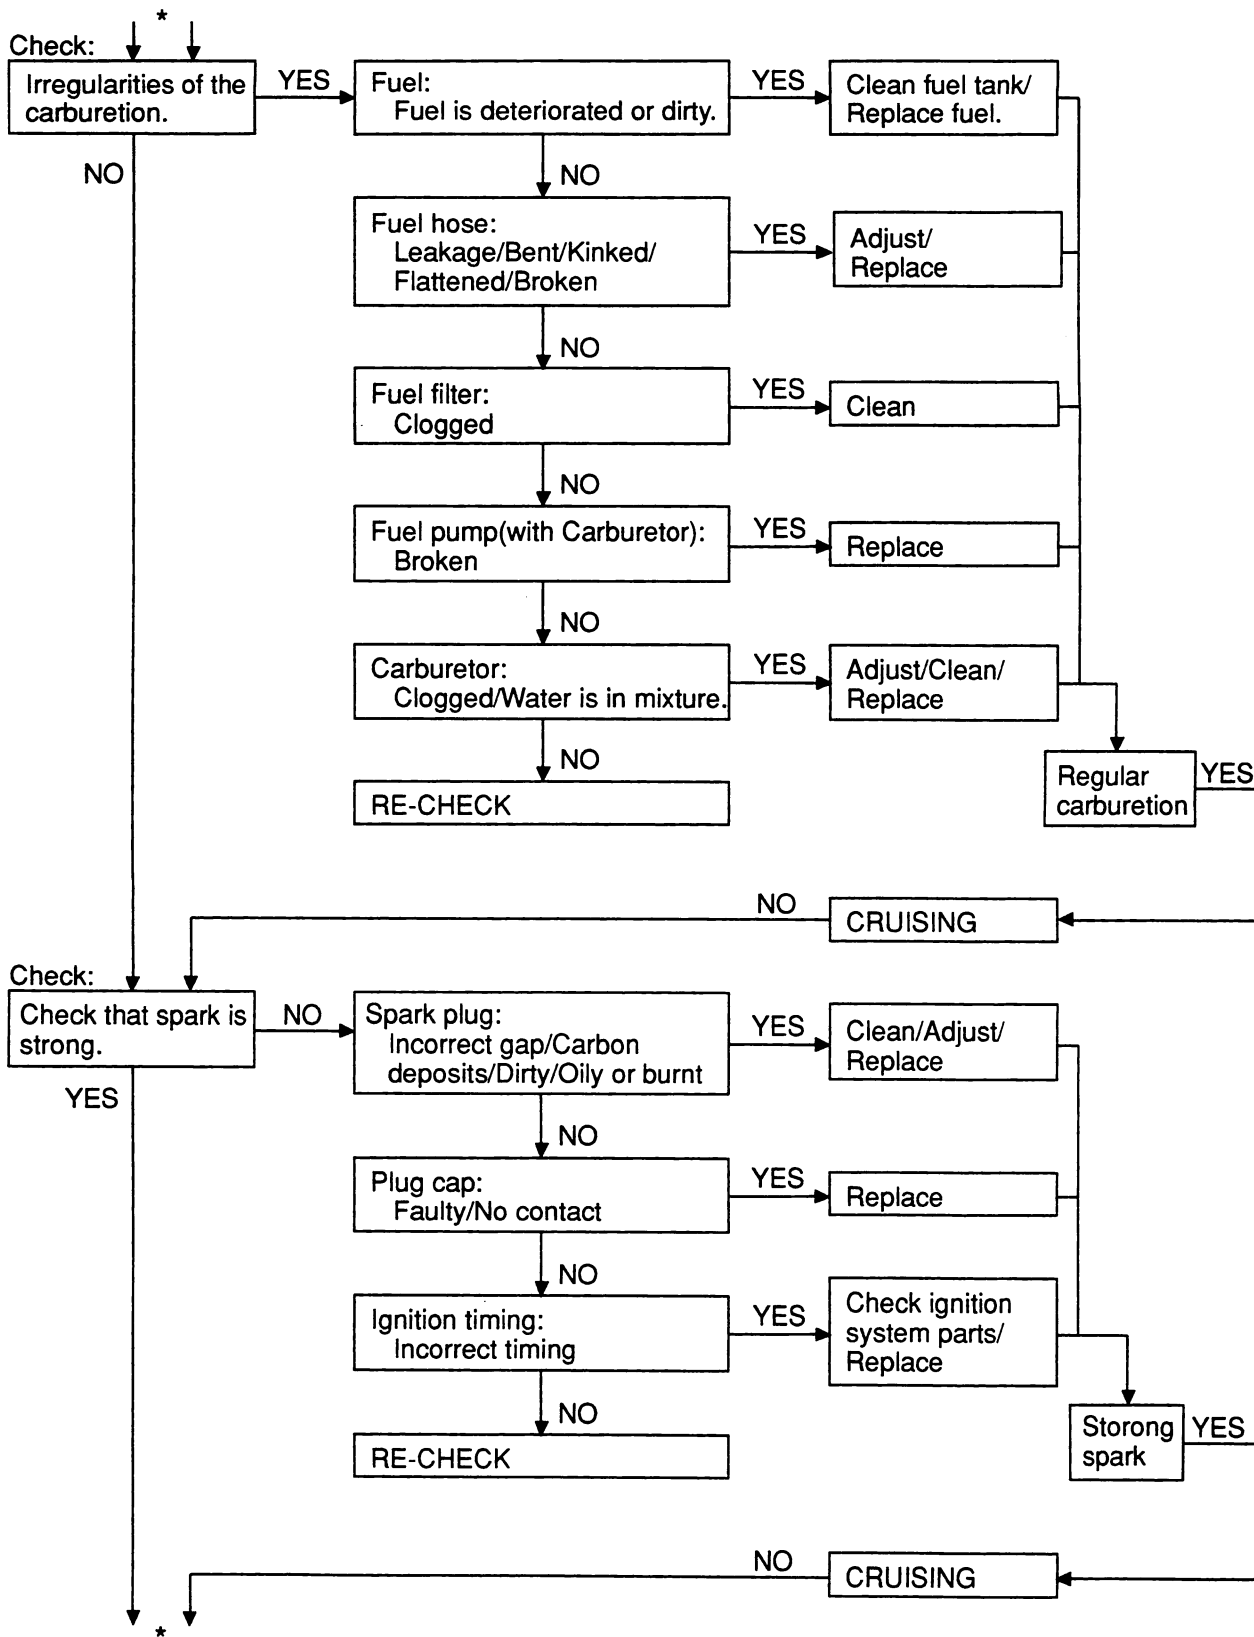 *
Check:
Irregularities of the
carburetion.
YES
Fuel:
Fuel is deteriorated or dirty.
YES
Clean fuel tank/
Replace fuel.
NO
NO
Fuel hose:
Leakage/Bent/Kinked/
Flattened/Broken
YES
Adjust/
Replace
NO
Fuel filter:
Clogged
YES
Clean
NO
Fuel pump(with Carburetor):
Broken
YES
Replace
NO
Carburetor:
Clogged/Water is in mixture.
YES
Adjust/Clean/
Replace
NO
RE-CHECK
Regular
carburetion
YES
NO
CRUISING
Check:
Check that spark is
strong.
NO
Spark plug:
Incorrect gap/Carbon
deposits/Dirty/Oily or burnt
YES
Clean/Adjust/
Replace
YES
NO
Plug cap:
Faulty/No contact
YES
Replace
NO
Ignition timing:
Incorrect timing
YES
Check ignition
system parts/
Replace
NO
RE-CHECK
Storong
spark
YES
NO
CRUISING
*